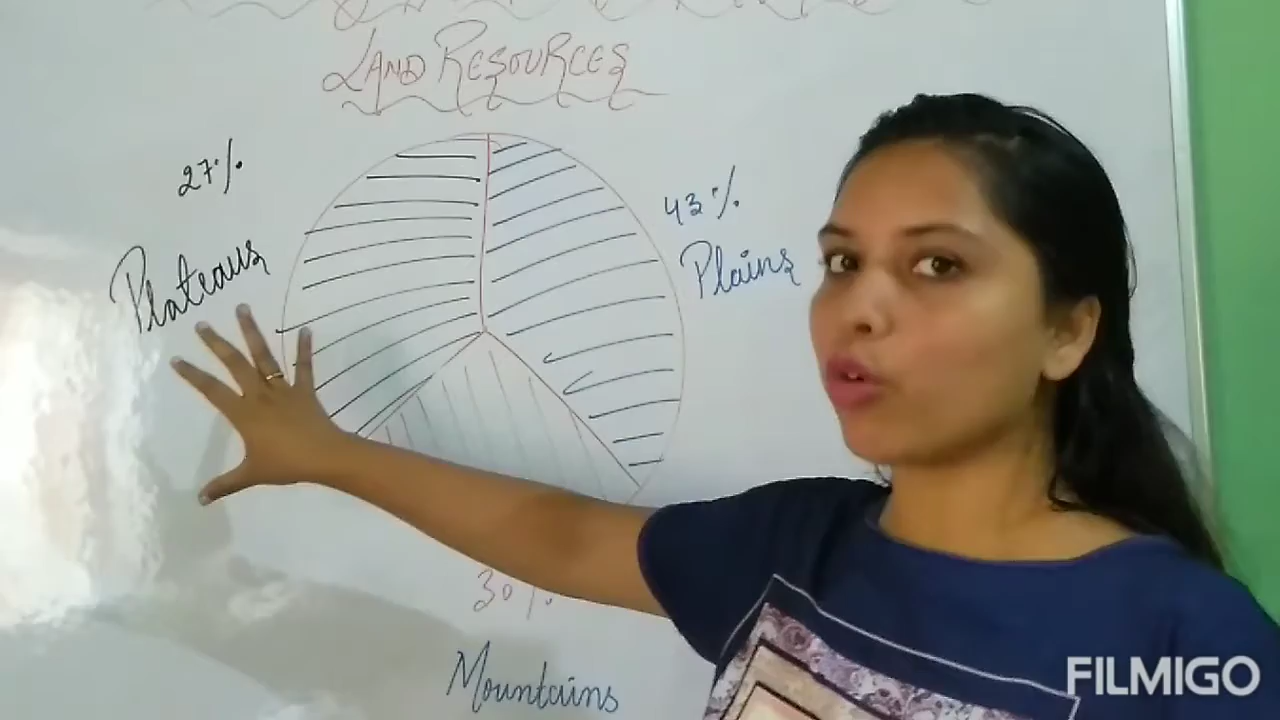 LAND RESOURCES
27%
43%
Plateaus
Plains
30%
Mountains
FILMIGO